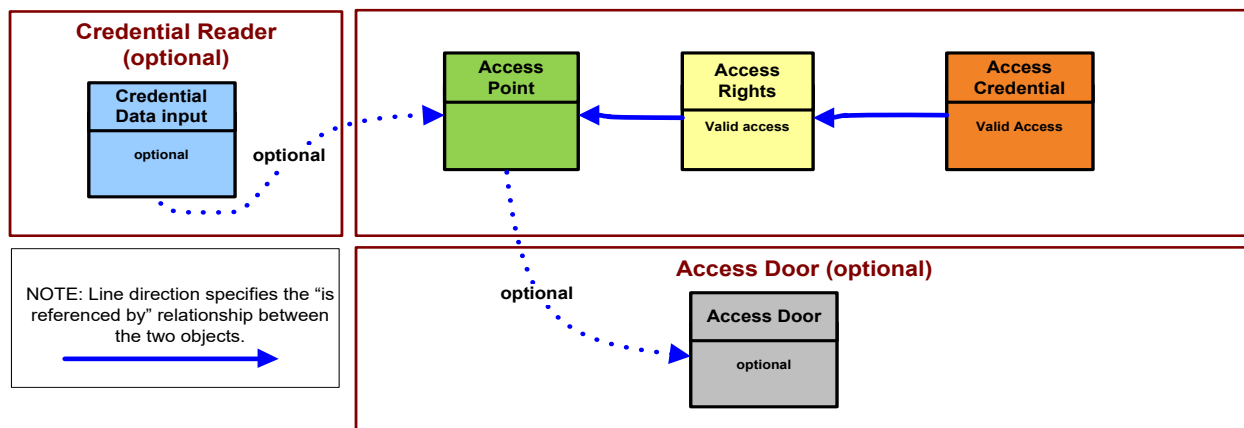 Credential Reader
(optional)
Credential
Data input
optional
optional
Access
Point
Access
Rights
Valid access
Access
Credential
Valid Access
NOTE: Line direction specifies the “is
referenced by” relationship between
the two objects.
Access Door (optional)
optional
Access Door
optional